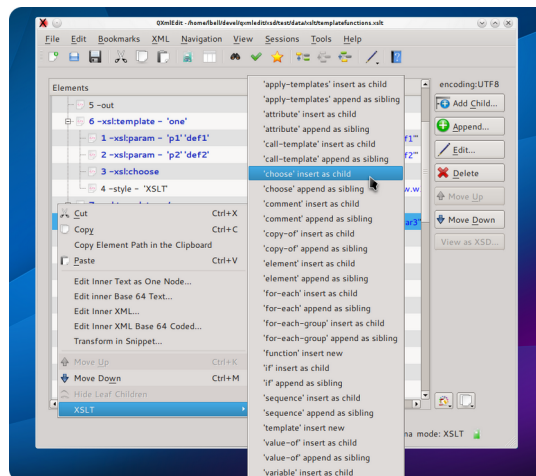 QXmlEdit - /home/lbell/devel/qxmledit/xsd/test/data/xslt/templatefunctions.xslt
File Edit Bookmarks XML Navigation View Sessions Tools Help
Elements
5 -out
6 -xsl:template - 'one'
1 -xsl:param - 'p1' 'def1'
2 -xsl:param - 'p2' 'def2'
3 -xsl:choose
4 -style - 'XSLT'
Cut Ctrl+X
Copy Ctrl+C
Copy Element Path in the Clipboard
Paste Ctrl+V
Edit Inner Text as One Node...
Edit inner Base 64 Text...
Edit Inner XML...
Edit Inner XML Base 64 Coded...
Transform in Snippet...
Move Up Ctrl+K
Move Down Ctrl+M
Hide Leaf Children
XSLT
'apply-templates' insert as child
'apply-templates' append as sibling
'attribute' insert as child
'attribute' append as sibling
'call-template' insert as child
'call-template' append as sibling
'choose' insert as child
'choose' append as sibling
'comment' insert as child
'comment' append as sibling
'copy-of' insert as child
'copy-of' append as sibling
'element' insert as child
'element' append as sibling
'for-each' insert as child
'for-each' append as sibling
'for-each-group' insert as child
'for-each-group' append as sibling
'function' insert new
'if' insert as child
'if' append as sibling
'sequence' insert as child
'sequence' append as sibling
'template' insert new
'value-of' insert as child
'value-of' append as sibling
'variable' insert as child
f1"
f2"
w.w.
ar3"
encoding:UTF8
Add Child...
Append...
Edit...
Delete
Move Up
Move Down
View as XSD...
na mode: XSLT